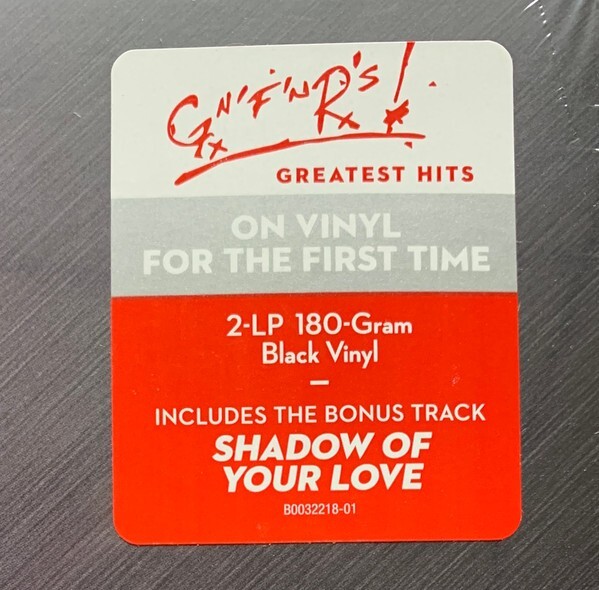 G N' F' N R's!
GREATEST HITS
ON VINYL
FOR THE FIRST TIME
2-LP 180-Gram
Black Vinyl
INCLUDES THE BONUS TRACK
SHADOW OF
YOUR LOVE
B0032218-01